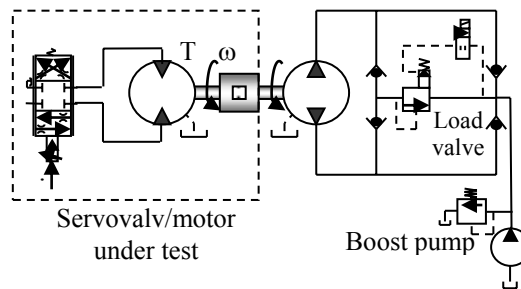 T ω
Load
valve
Servovalv/motor
under test
Boost pump